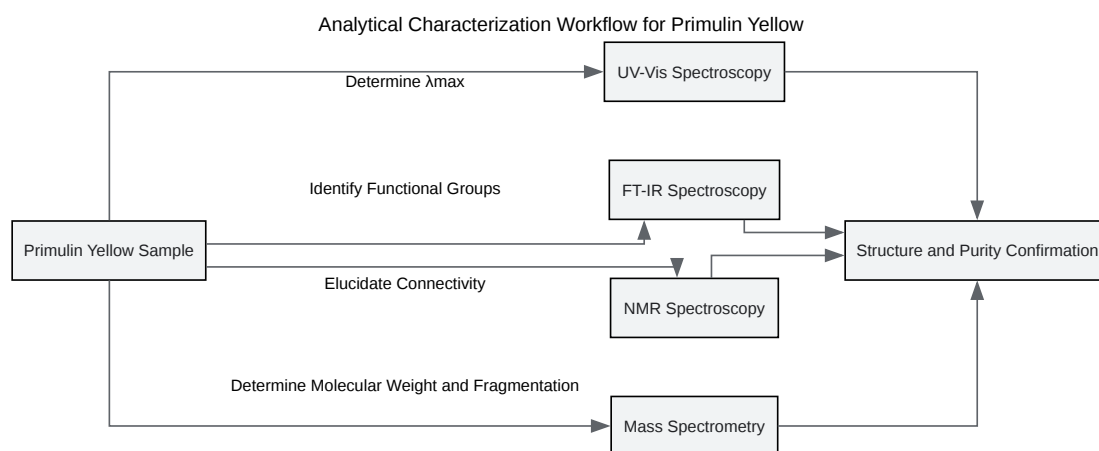 Analytical Characterization Workflow for Primulin Yellow
UV-Vis Spectroscopy
Determine λmax
Identify Functional Groups
FT-IR Spectroscopy
Primulin Yellow Sample
Structure and Purity Confirmation
Elucidate Connectivity
NMR Spectroscopy
Determine Molecular Weight and Fragmentation
Mass Spectrometry